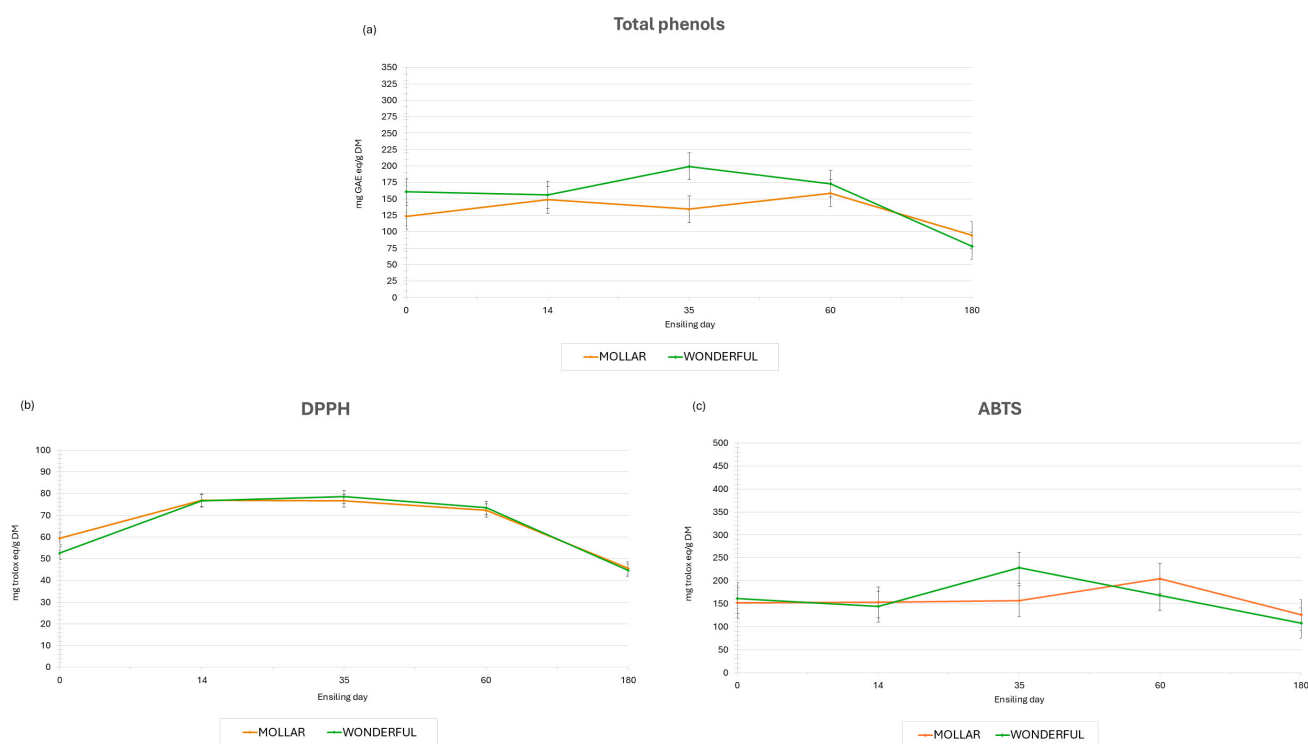 (a)
Total phenols
mg GAE eq/g DM
350
325
300
275
250
225
200
175
150
125
100
75
50
25
0
0 14 35 60 180
Ensiling day
MOLLAR WONDERFUL
(b)
DPPH
mg trolox eq/g DM
100
90
80
70
60
50
40
30
20
10
0
0 14 35 60 180
Ensiling day
MOLLAR WONDERFUL
(c)
ABTS
mg trolox eq/g DM
500
450
400
350
300
250
200
150
100
50
0
0 14 35 60 180
Ensiling day
MOLLAR WONDERFUL